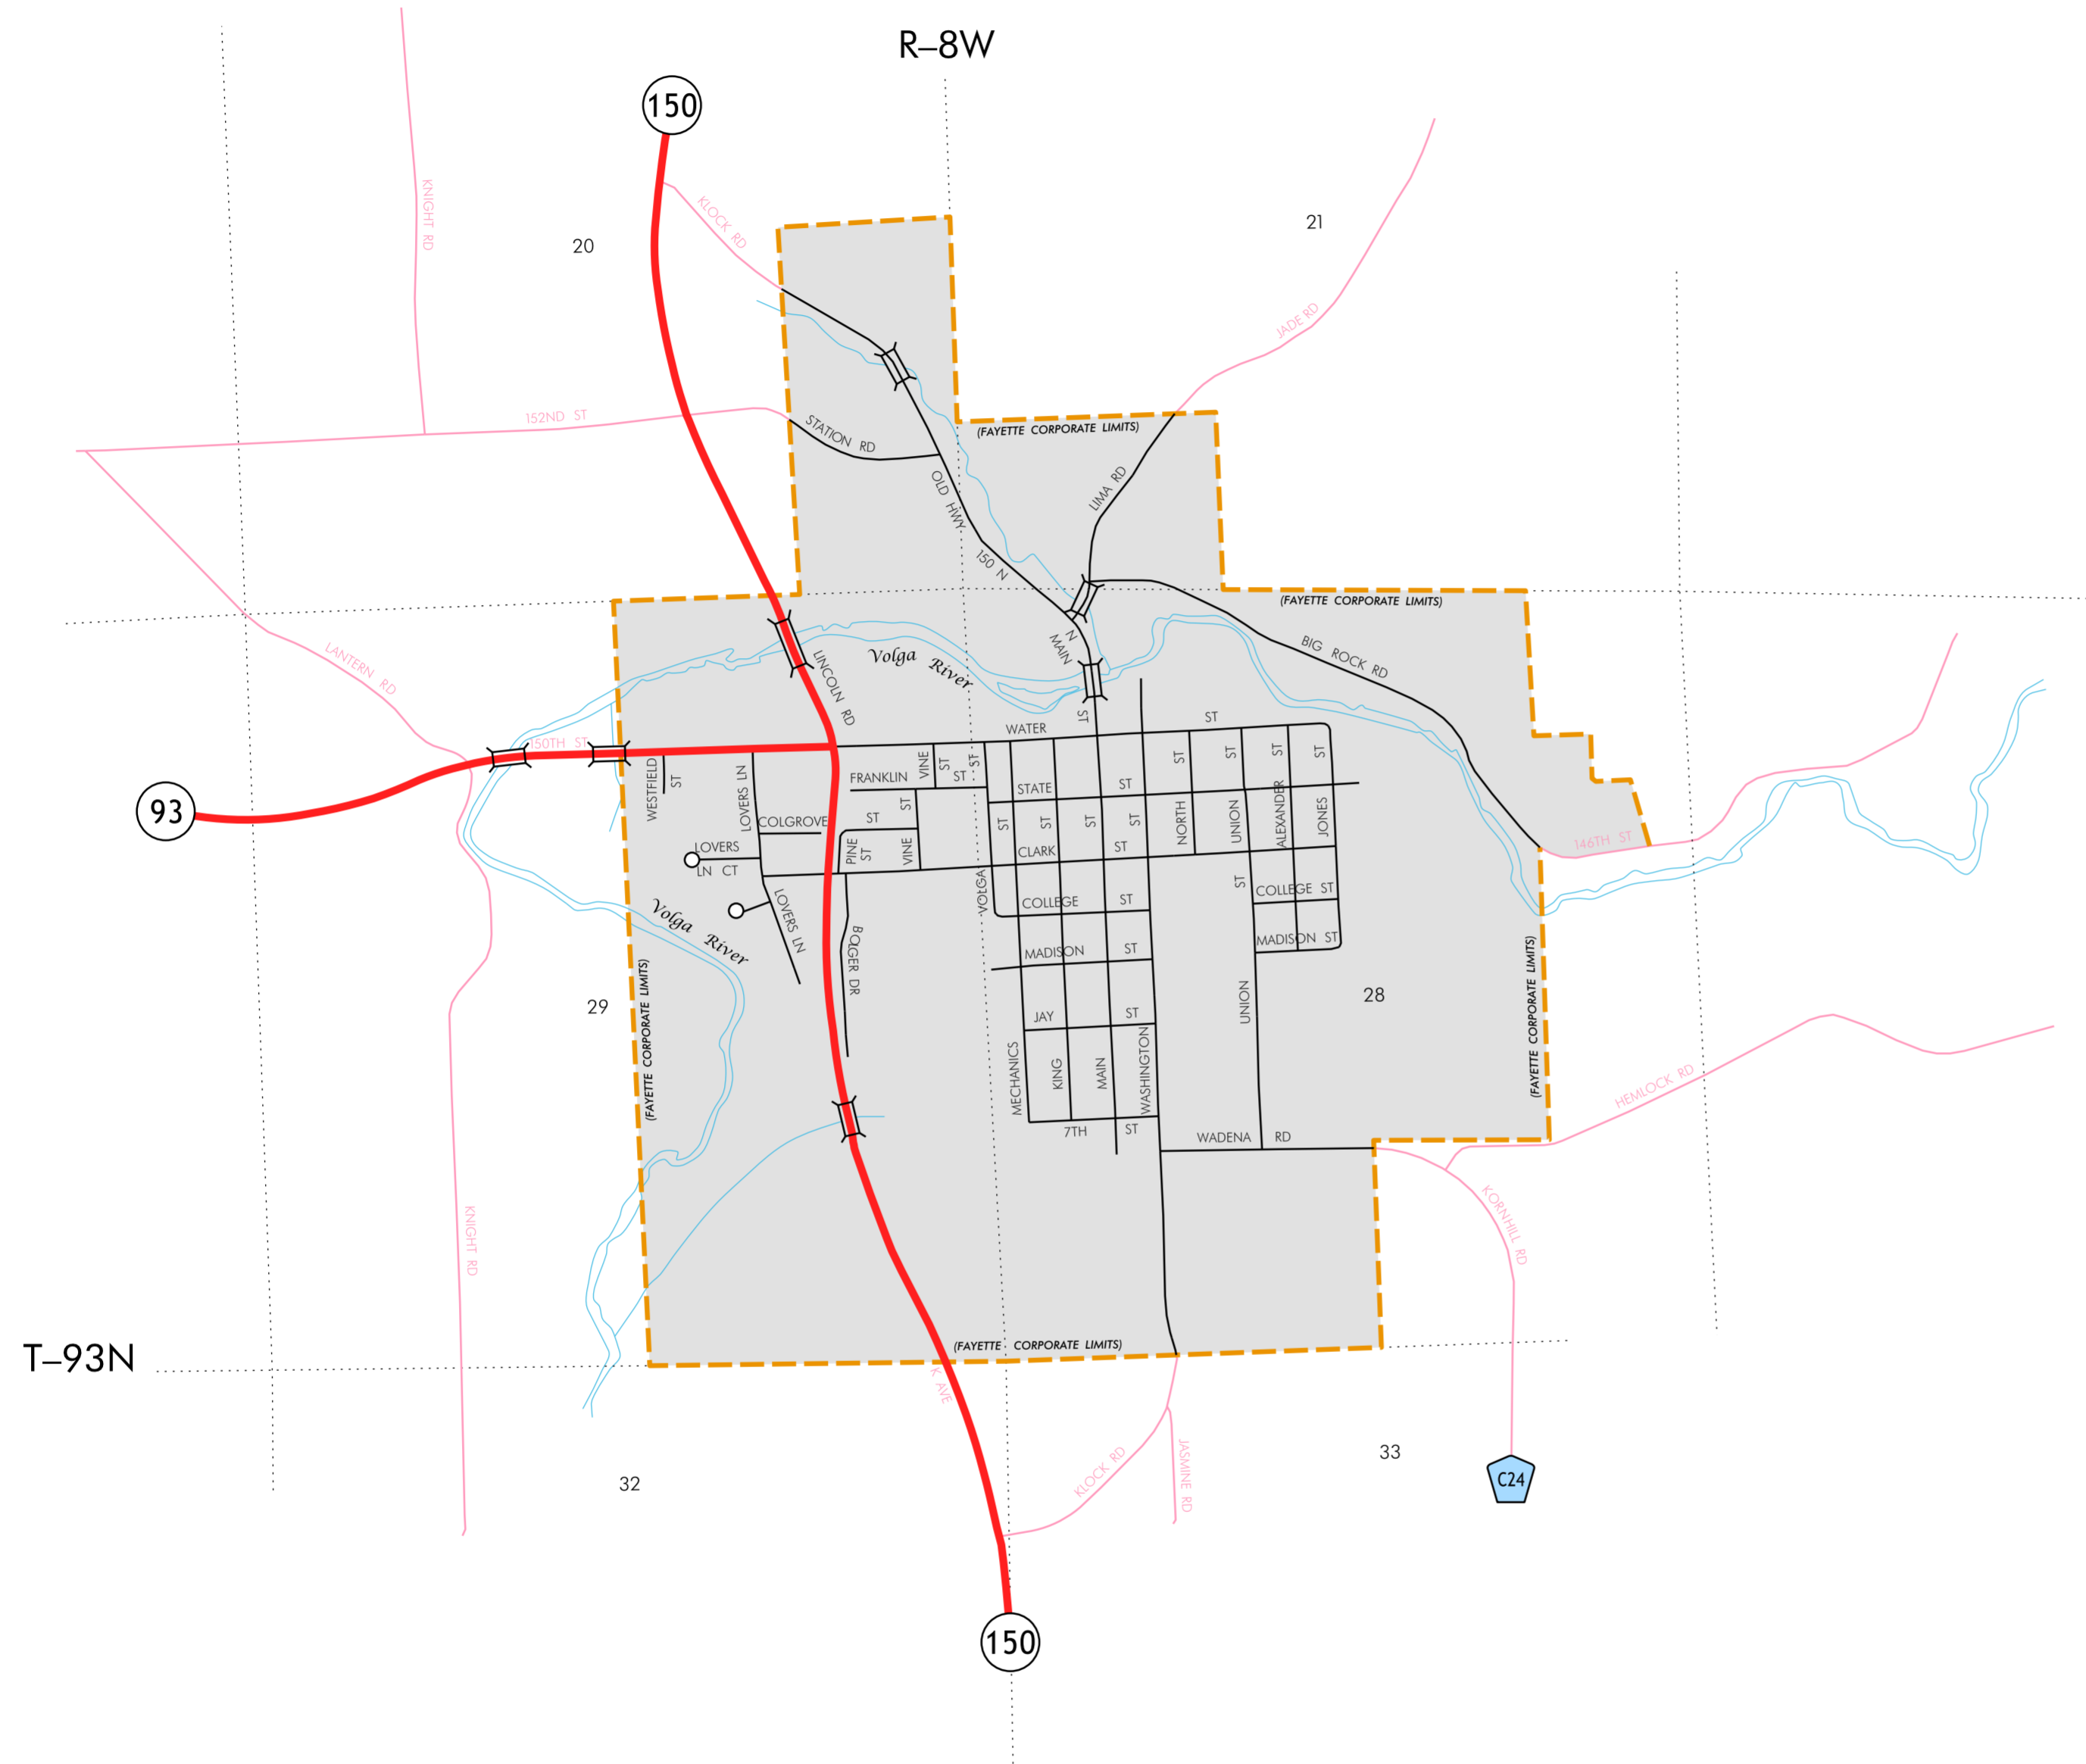 R–8W
150
KNIGHT RD
KLOCK RD
21
20
JADE RD
152ND ST
STATION RD
(FAYETTE CORPORATE LIMITS)
LIMA RD
OLD HWY
150 N
(FAYETTE CORPORATE LIMITS)
N
MAIN
ST
BIG ROCK RD
LANTERN RD
LINCOLN RD
Volga River
WATER ST
150TH ST
93
WESTFIELD ST
LOVERS LN
FRANKLIN ST
VINE ST
ST
STATE ST
ST
ST
ST
ST
COLGROVE ST
LOVERS
LN CT
PINE ST
VINE ST
ST
ST
ST
ST
NORTH
UNION
ALEXANDER
JONES
CLARK ST
146TH ST
VOLGA
COLLEGE ST
ST
COLLEGE ST
LOVERS LN
Volga River
BOLGER DR
MADISON ST
MADISON ST
29
(FAYETTE CORPORATE LIMITS)
UNION
28
(FAYETTE CORPORATE LIMITS)
JAY ST
MECHANICS
KING
MAIN
WASHINGTON
HEMLOCK RD
7TH ST
WADENA RD
KNIGHT RD
KORNHILL RD
T–93N
(FAYETTE CORPORATE LIMITS)
K AVE
KLOCK RD
JASMINE RD
33
32
C24
150